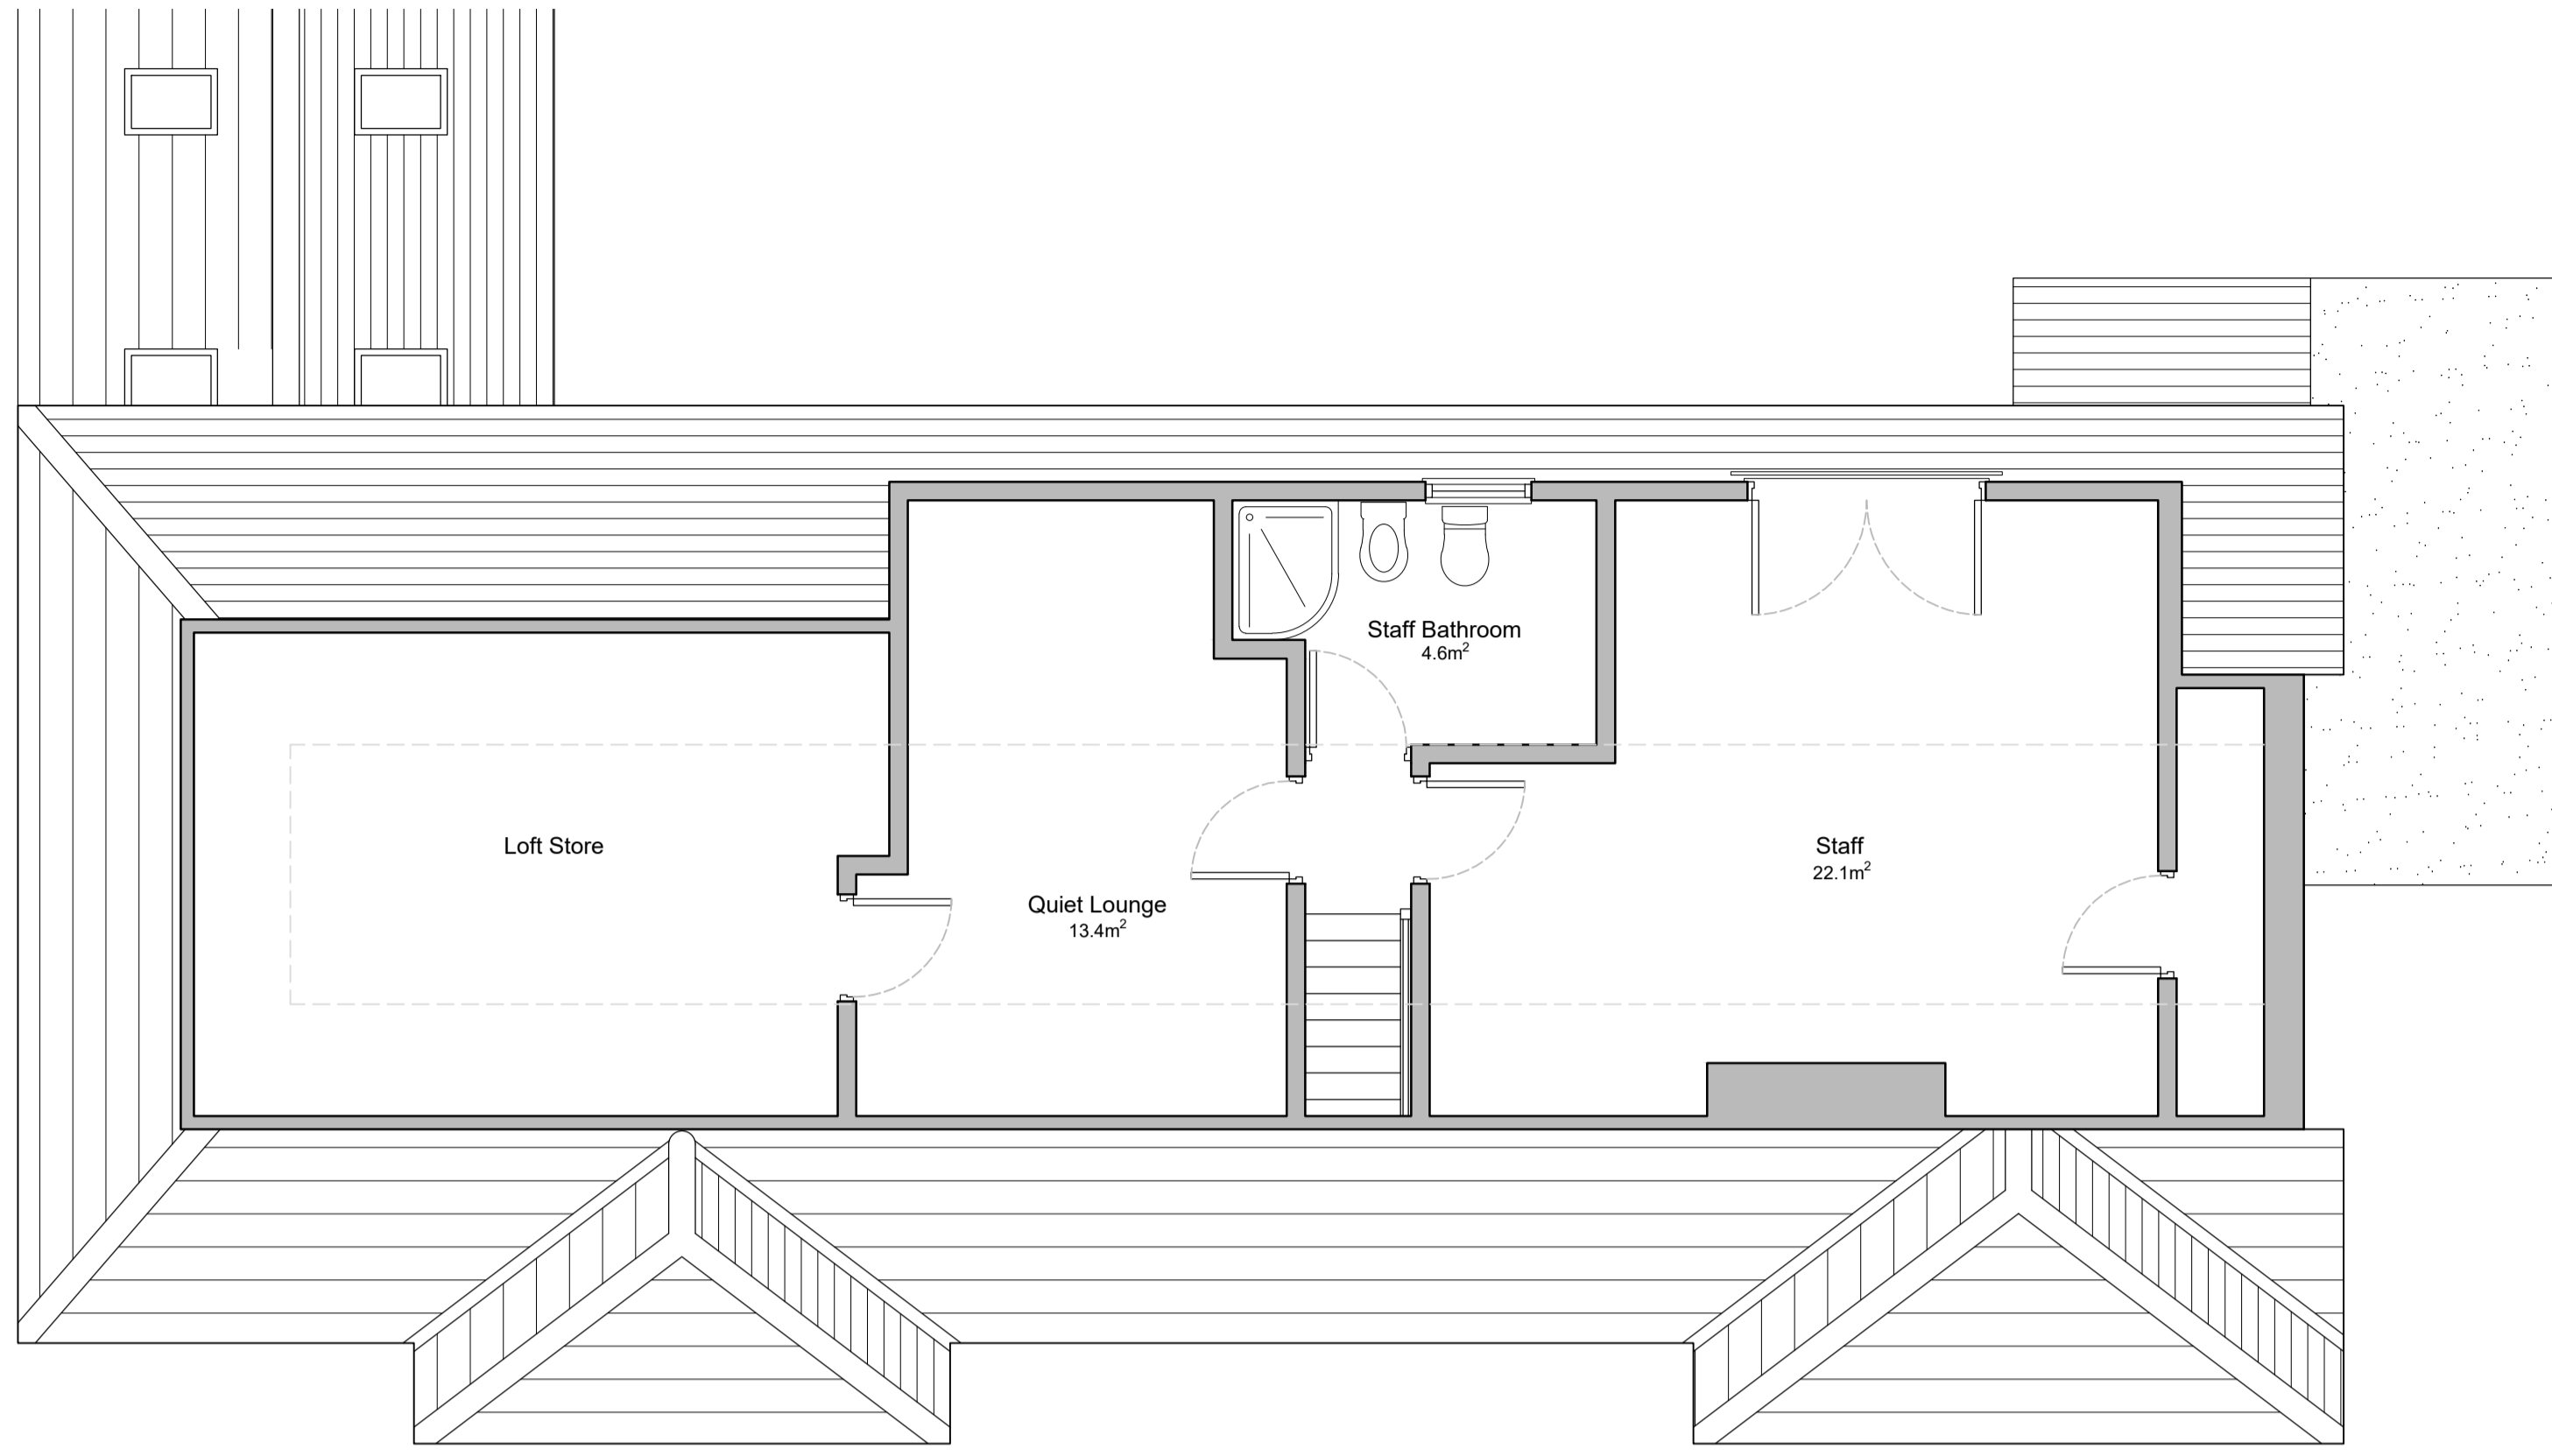 Staff Bathroom
4.6m²
Loft Store
Staff
22.1m²
Quiet Lounge
13.4m²